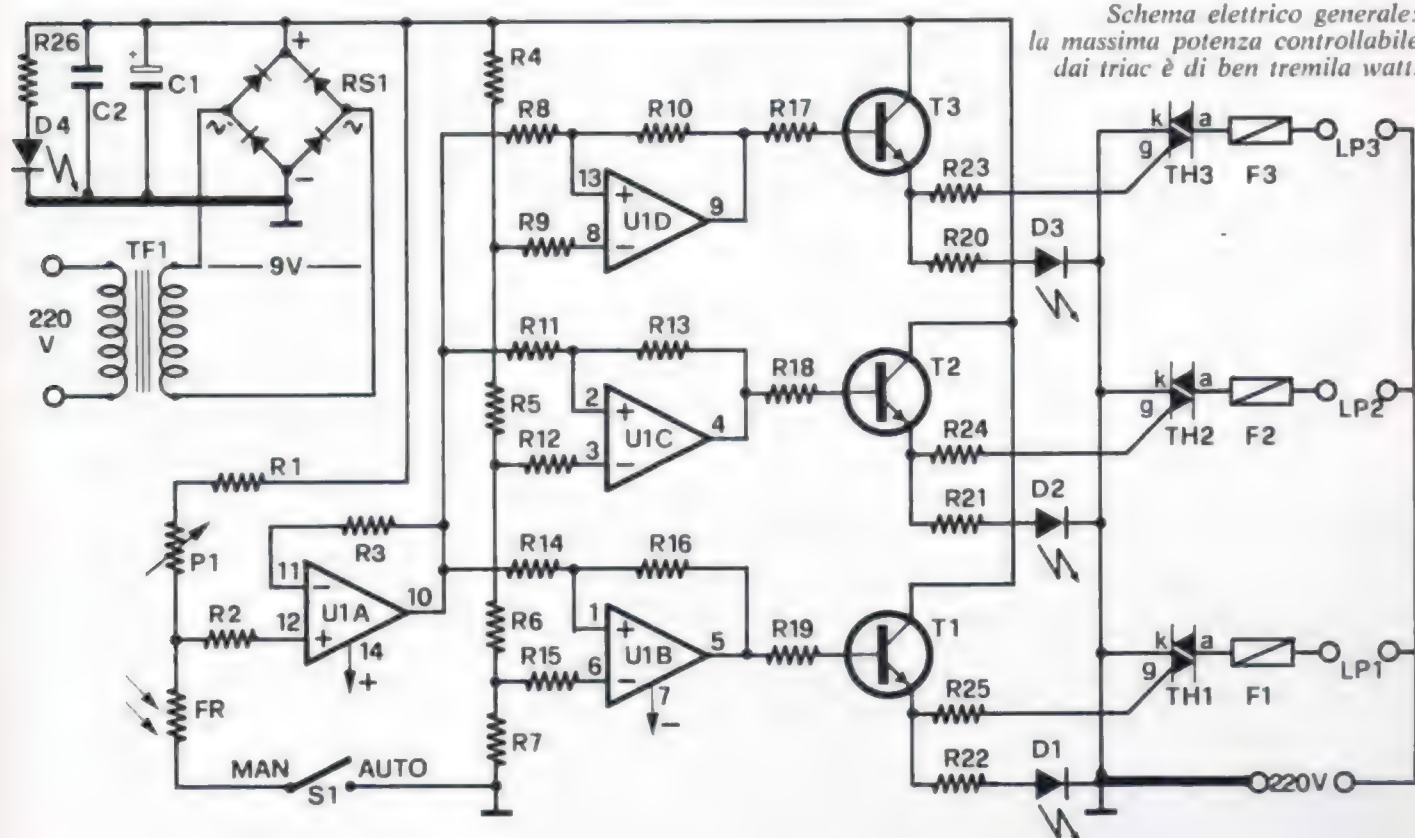 Schema elettrico generale:
la massima potenza controllabile
dai triac è di ben tremila watt.
R26
C2
+
C1
D4
+
RS1
~
~
-
TF1
9V
220
V
R4
R8
R10
R17
T3
13
+
U1D
9
R9
8
-
R23
R20
D3
k
a
g
TH3
F3
LP3
R11
R13
R18
T2
2
+
U1C
4
R5
R12
3
-
R24
R21
D2
k
a
g
TH2
F2
LP2
R1
P1
R3
11
-
U1A
10
R2
12
+
14
+
FR
MAN
AUTO
S1
R14
R16
R19
T1
1
+
U1B
5
R6
R15
6
-
7
-
R7
R25
R22
D1
k
a
g
TH1
F1
LP1
220V